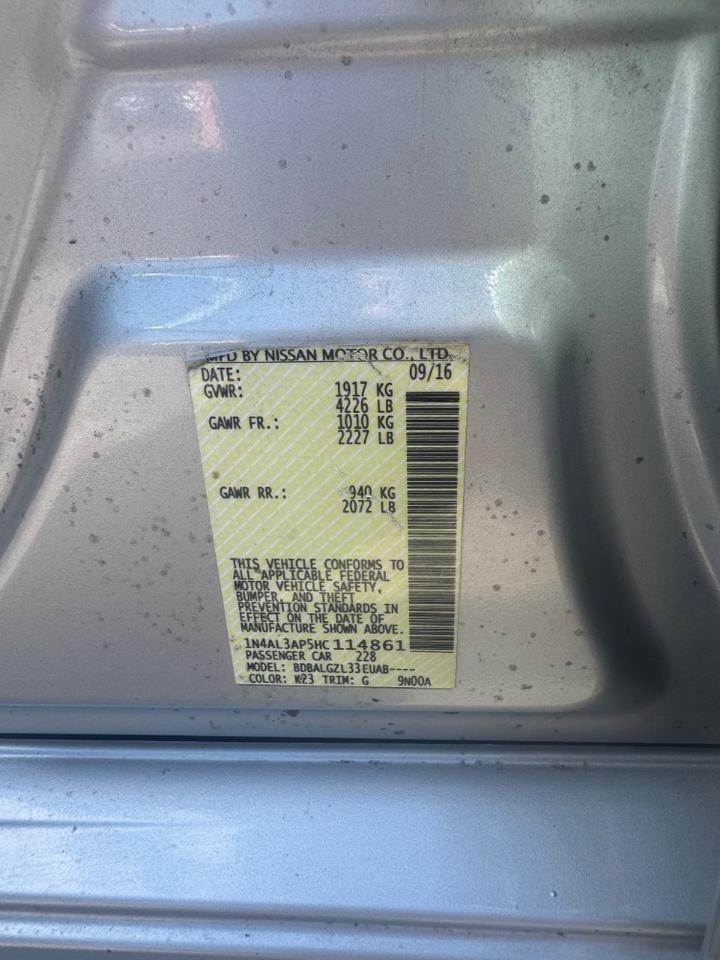 MFD BY NISSAN MOTOR CO., LTD.
DATE: 09/16
GVWR: 1917 KG
4226 LB
GAWR FR.: 1010 KG
2227 LB
GAWR RR.: 940 KG
2072 LB
THIS VEHICLE CONFORMS TO
ALL APPLICABLE FEDERAL
MOTOR VEHICLE SAFETY,
BUMPER, AND THEFT
PREVENTION STANDARDS IN
EFFECT ON THE DATE OF
MANUFACTURE SHOWN ABOVE.
1N4AL3AP5HC114861
PASSENGER CAR 228
MODEL: BDBALGZL33EUAB----
COLOR: K23 TRIM: G 9N00A